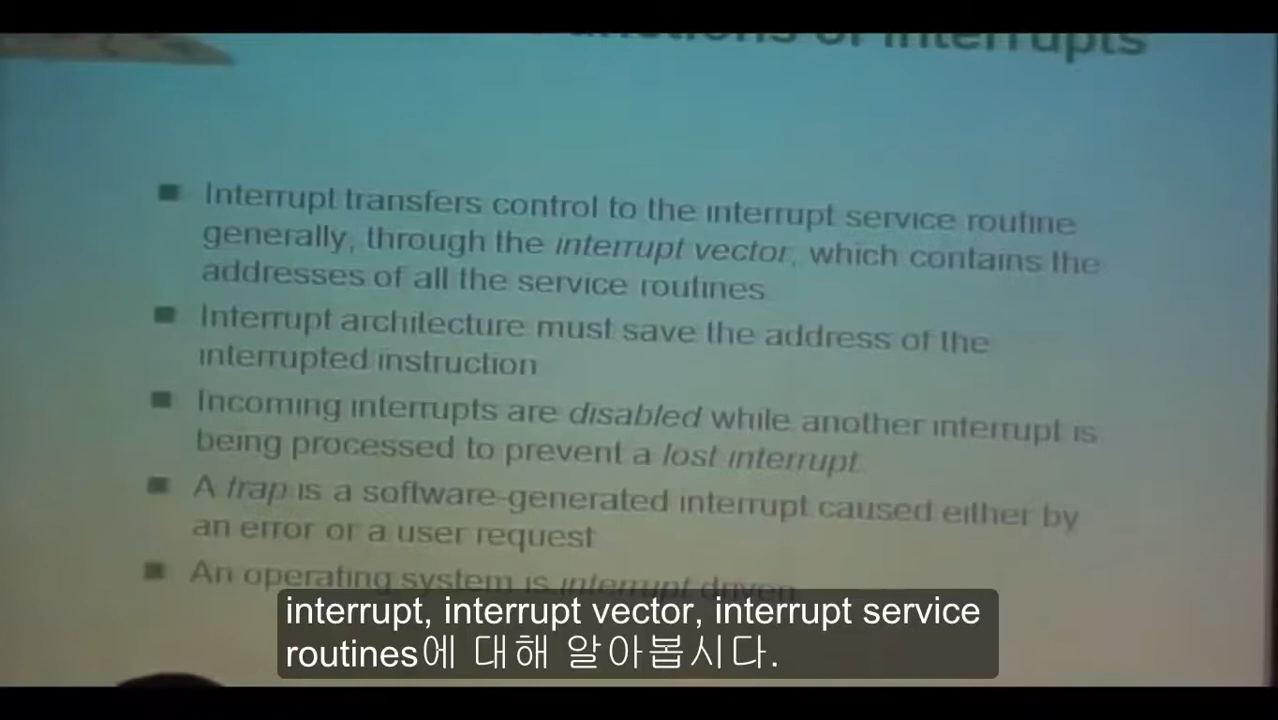 of Interrupts
Interrupt transfers control to the interrupt service routine
generally, through the interrupt vector, which contains the
addresses of all the service routines
Interrupt architecture must save the address of the
interrupted instruction
Incoming interrupts are disabled while another interrupt is
being processed to prevent a lost interrupt
A trap is a software-generated interrupt caused either by
an error or a user request
An operating system is interrupt driven
interrupt, interrupt vector, interrupt service
routines에 대해 알아봅시다.